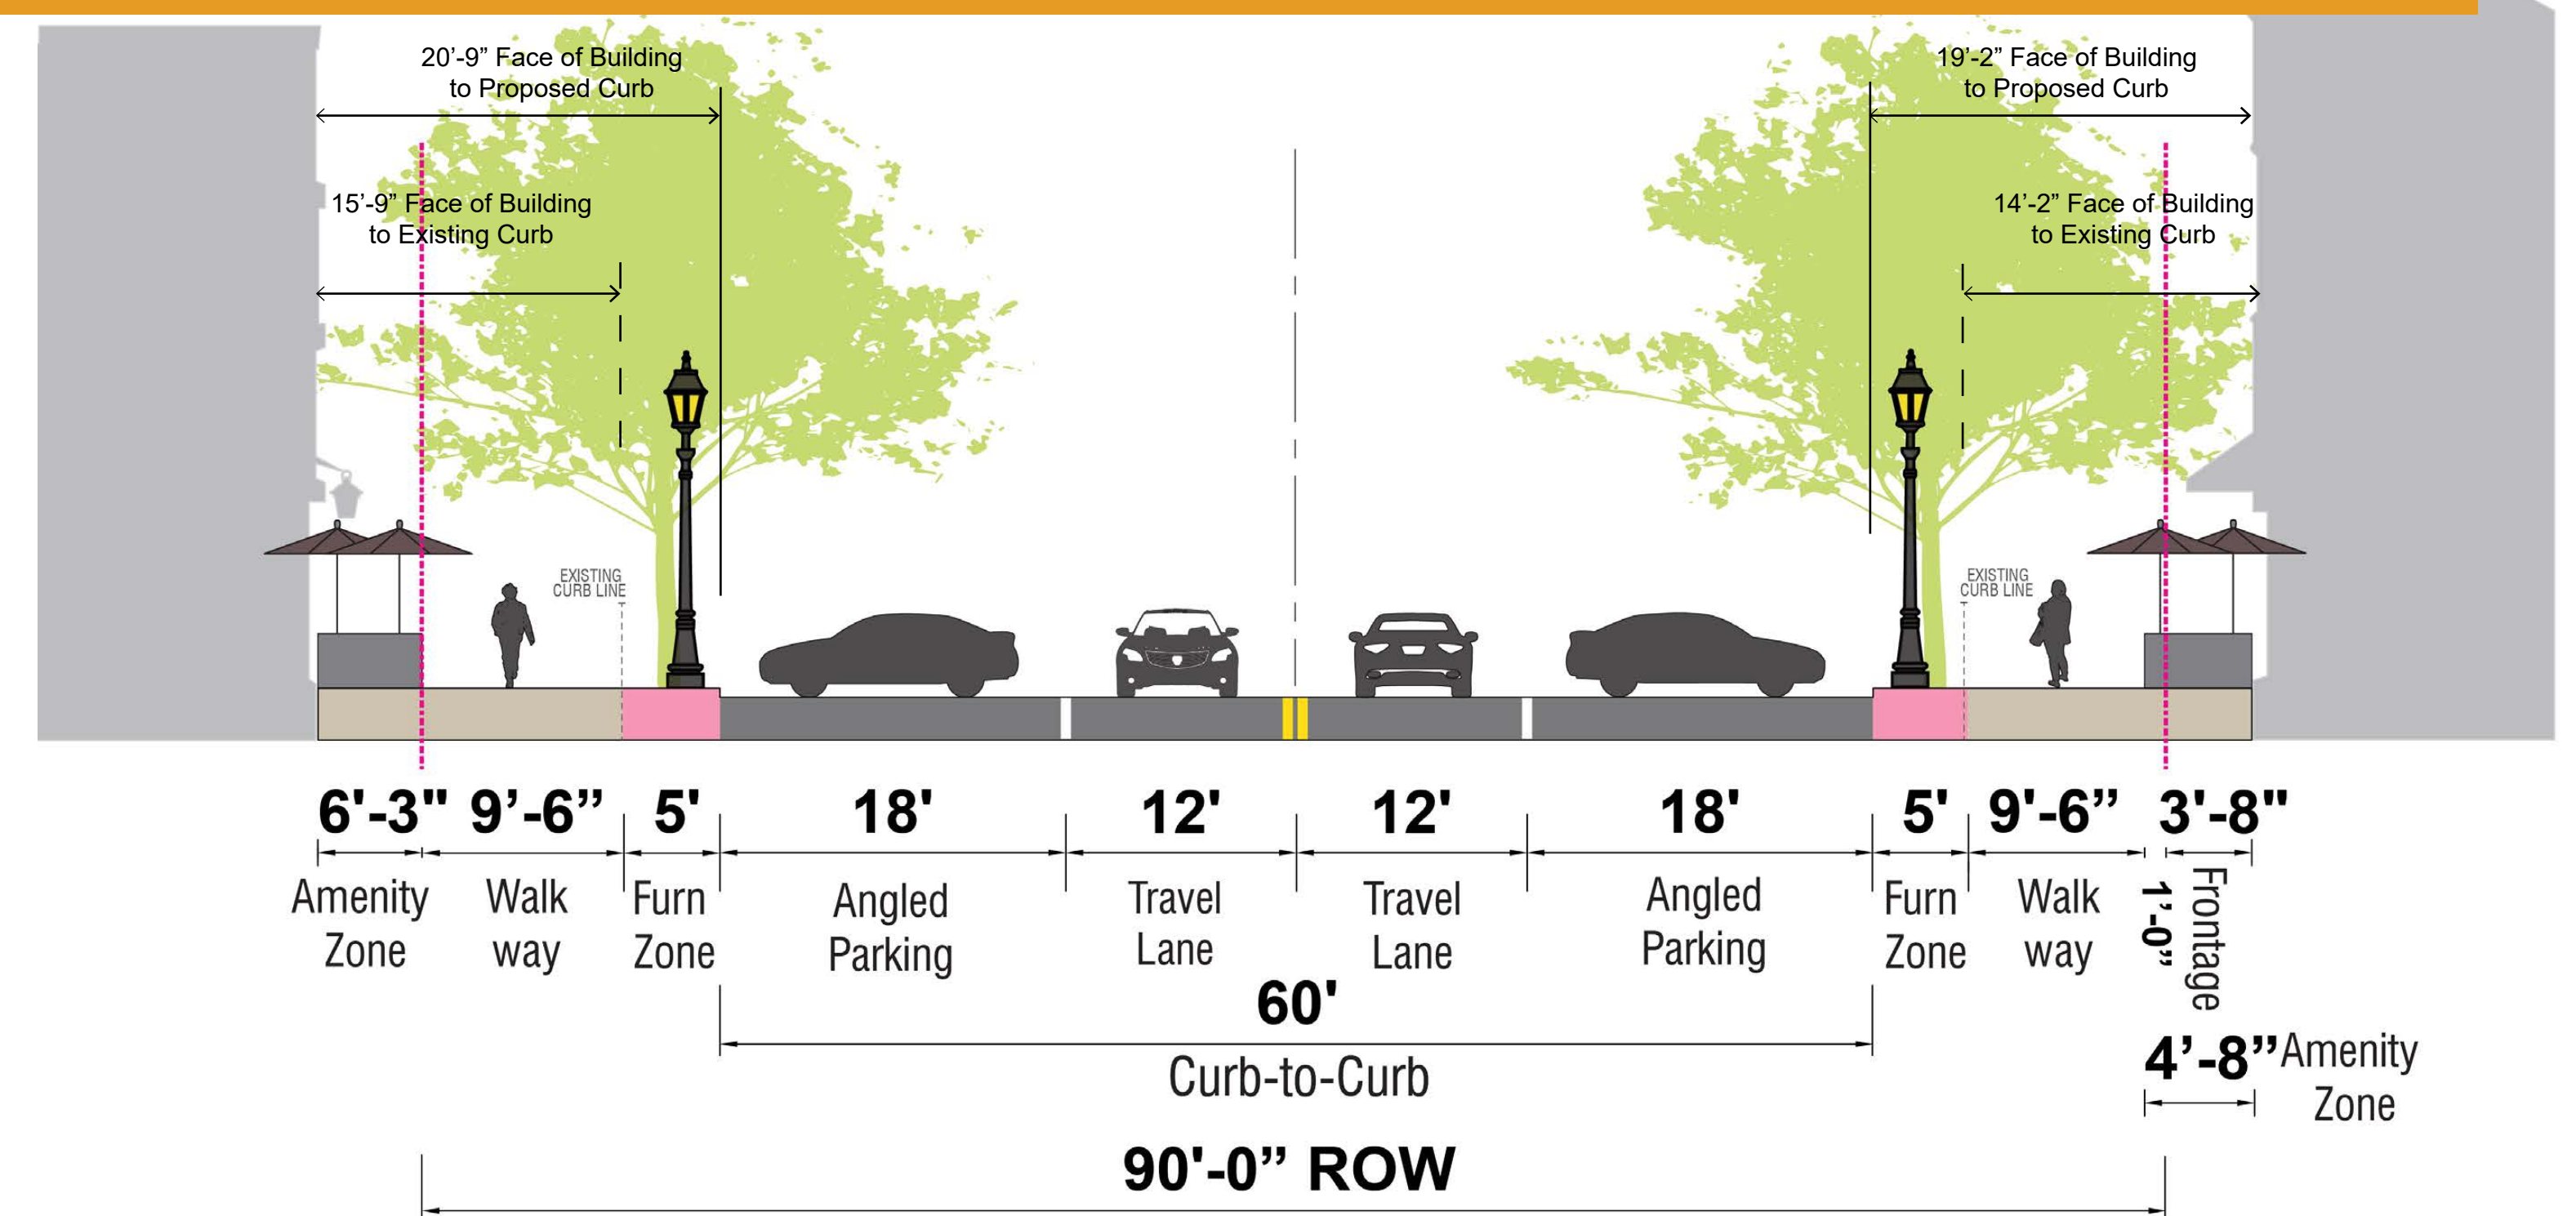 20’-9” Face of Building
to Proposed Curb
19’-2” Face of Building
to Proposed Curb
15’-9” Face of Building
to Existing Curb
14’-2” Face of Building
to Existing Curb
EXISTING
CURB LINE
EXISTING
CURB LINE
6'-3" 9’-6” 5' 18' 12' 12' 18' 5' 9'-6” 3'-8"
Amenity
Zone
Walk
way
Furn
Zone
Angled
Parking
Travel
Lane
Travel
Lane
Angled
Parking
Furn
Zone
Walk
way
1’-0”
Frontage
60'
Curb-to-Curb
4’-8” Amenity
Zone
90'-0” ROW